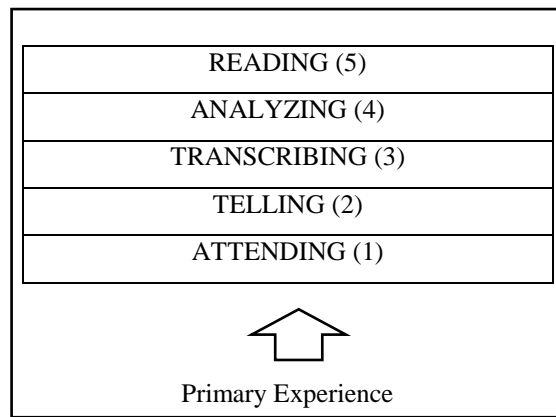 READING (5)
ANALYZING (4)
TRANSCRIBING (3)
TELLING (2)
ATTENDING (1)
Primary Experience